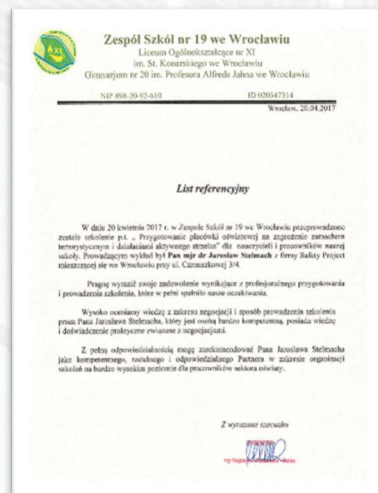 Zespół Szkół nr 19 we Wrocławiu
Liceum Ogólnokształcące nr XI
im. St. Konarskiego we Wrocławiu
Gimnazjum nr 20 im. Profesora Alfreda Jahna we Wrocławiu
NIP 898-20-92-610 ID 020347314
Wrocław, 20.04.2017
List referencyjny
W dniu 20 kwietnia 2017 r. w Zespole Szkół nr 19 we Wrocławiu przeprowadzone
zostało szkolenie p.t. „ Przygotowanie placówki oświatowej na zagrożenie zamachem
terrorystycznym i działaniami aktywnego strzelca” dla nauczycieli i pracowników naszej
szkoły. Prowadzącym wykład był Pan mjr dr Jarosław Stelmach z firmy Safety Project
mieszczącej się we Wrocławiu przy ul. 3/4.
Pragnę wyrazić swoje zadowolenie wynikające z profesjonalnego przygotowania
i prowadzenia szkolenia, które w pełni spełniło nasze oczekiwania.
Wysoko oceniamy wiedzę z zakresu negocjacji i sposób prowadzenia szkolenia
przez Pana Jarosława Stelmacha, który jest osobą bardzo kompetentną, posiada wiedzę
i doświadczenie praktyczne związane z negocjacjami.
Z pełną odpowiedzialnością mogę zarekomendować Pana Jarosława Stelmacha
jako kompetentnego, rzetelnego i odpowiedzialnego Partnera w zakresie organizacji
szkoleń na bardzo wysokim poziomie dla pracowników sektora oświaty.
Z wyrazami szacunku